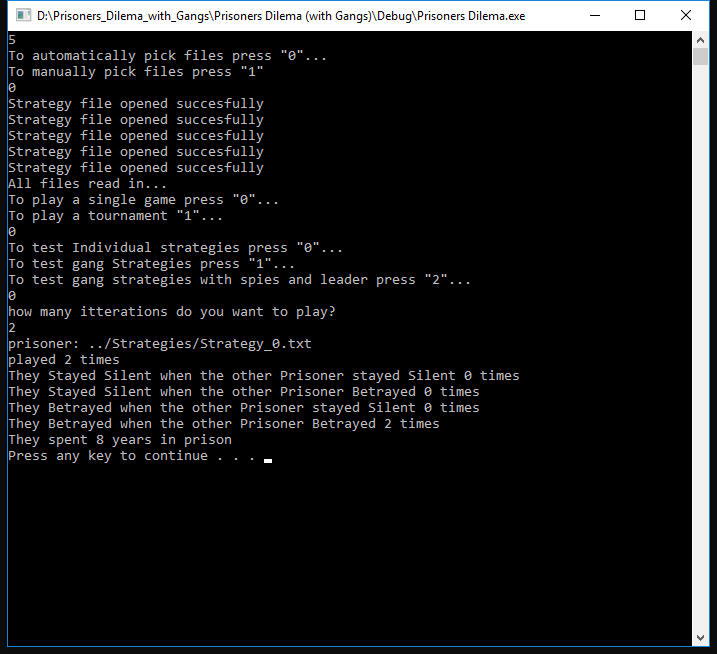 D:\Prisoners_Dilema_with_Gangs\Prisoners Dilema (with Gangs)\Debug\Prisoners Dilema.exe
5
To automatically pick files press "0"...
To manually pick files press "1"
0
Strategy file opened succesfully
Strategy file opened succesfully
Strategy file opened succesfully
Strategy file opened succesfully
Strategy file opened succesfully
All files read in...
To play a single game press "0"...
To play a tournament "1"...
0
To test Individual strategies press "0"...
To test gang Strategies press "1"...
To test gang strategies with spies and leader press "2"...
0
how many itterations do you want to play?
2
prisoner: ../Strategies/Strategy_0.txt
played 2 times
They Stayed Silent when the other Prisoner stayed Silent 0 times
They Stayed Silent when the other Prisoner Betrayed 0 times
They Betrayed when the other Prisoner stayed Silent 0 times
They Betrayed when the other Prisoner Betrayed 2 times
They spent 8 years in prison
Press any key to continue . . .